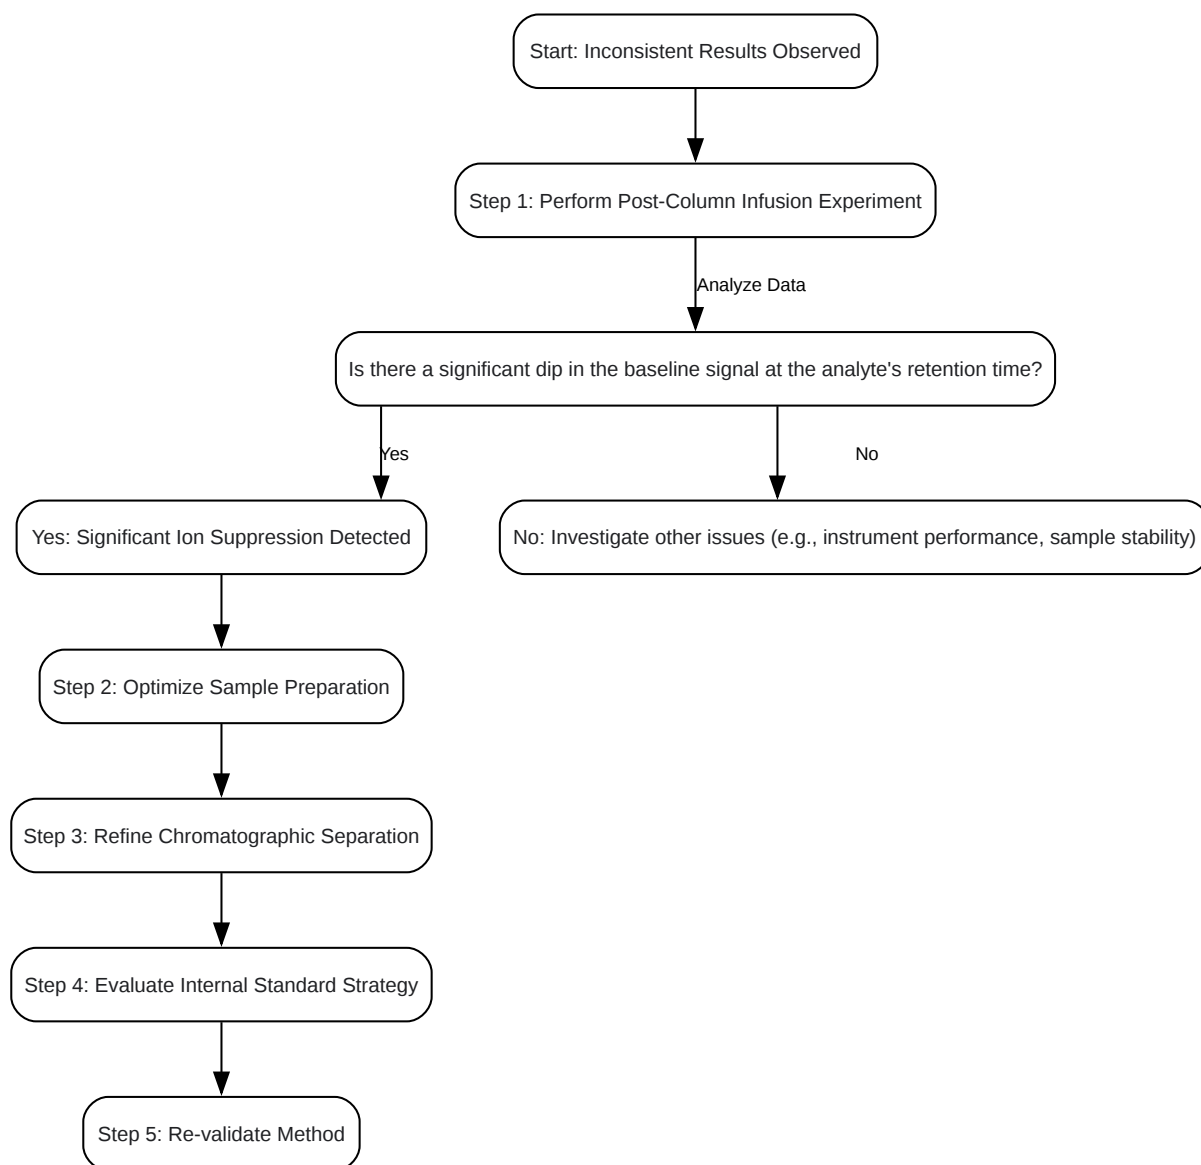 Start: Inconsistent Results Observed
Step 1: Perform Post-Column Infusion Experiment
Analyze Data
Is there a significant dip in the baseline signal at the analyte's retention time?
Yes
No
Yes: Significant Ion Suppression Detected
No: Investigate other issues (e.g., instrument performance, sample stability)
Step 2: Optimize Sample Preparation
Step 3: Refine Chromatographic Separation
Step 4: Evaluate Internal Standard Strategy
Step 5: Re-validate Method